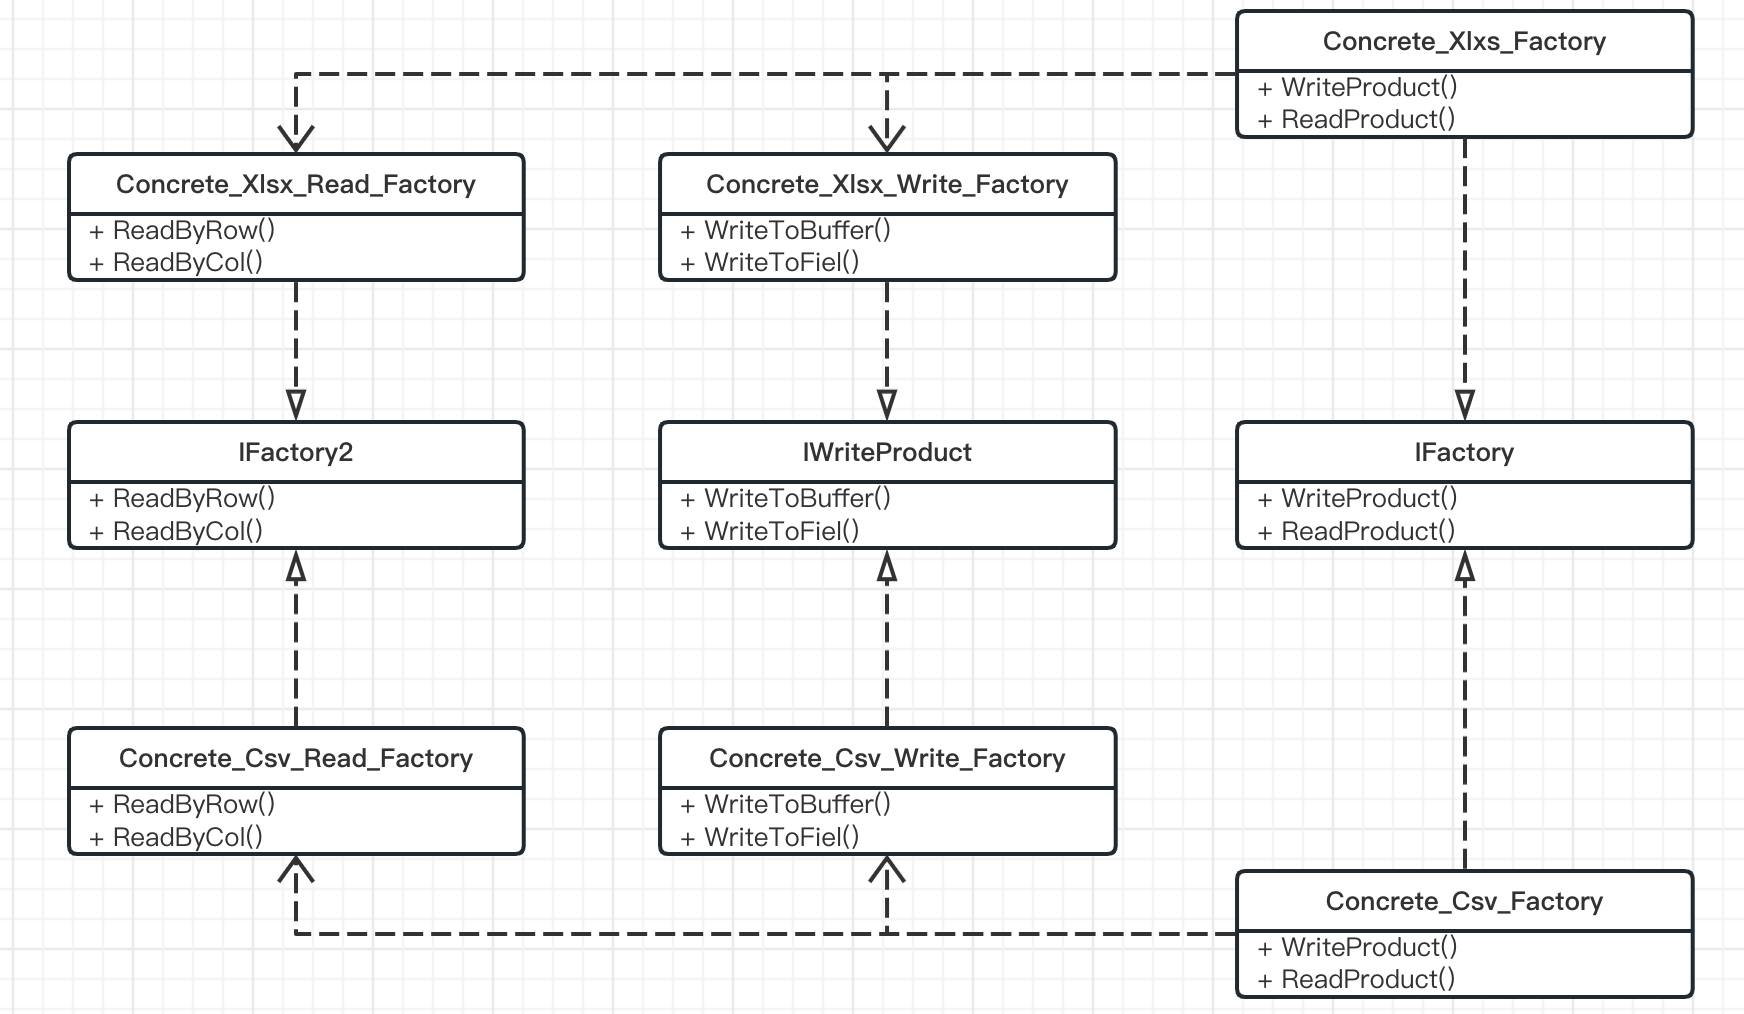 Concrete_Xlxs_Factory
+ WriteProduct()
+ ReadProduct()
Concrete_Xlsx_Read_Factory
+ ReadByRow()
+ ReadByCol()
Concrete_Xlsx_Write_Factory
+ WriteToBuffer()
+ WriteToFiel()
IFactory2
+ ReadByRow()
+ ReadByCol()
IWriteProduct
+ WriteToBuffer()
+ WriteToFiel()
IFactory
+ WriteProduct()
+ ReadProduct()
Concrete_Csv_Read_Factory
+ ReadByRow()
+ ReadByCol()
Concrete_Csv_Write_Factory
+ WriteToBuffer()
+ WriteToFiel()
Concrete_Csv_Factory
+ WriteProduct()
+ ReadProduct()